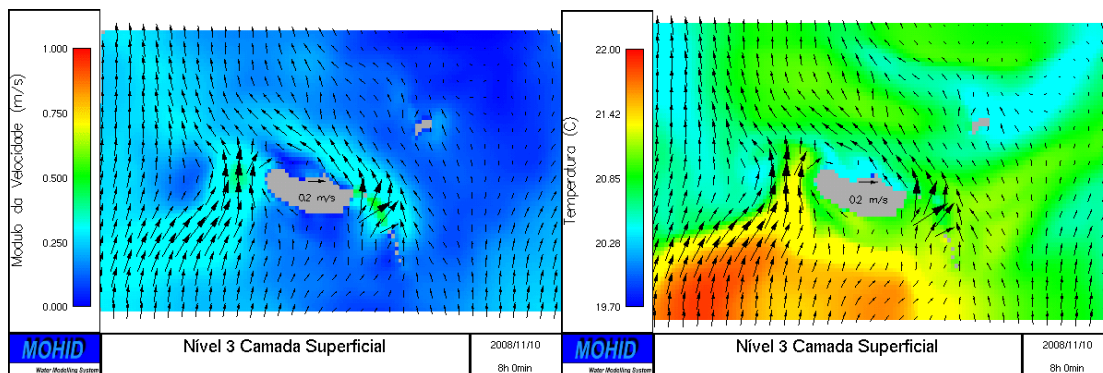 Modulo da Velocidade (m/s)
1.000
0.750
0.500
0.250
0.000
0.2 m/s
MOHID
Water Modelling System
Nível 3 Camada Superficial
2008/11/10
8h 0min
Temperatura (C)
22.00
21.42
20.85
20.28
19.70
0.2 m/s
MOHID
Water Modelling System
Nível 3 Camada Superficial
2008/11/10
8h 0min